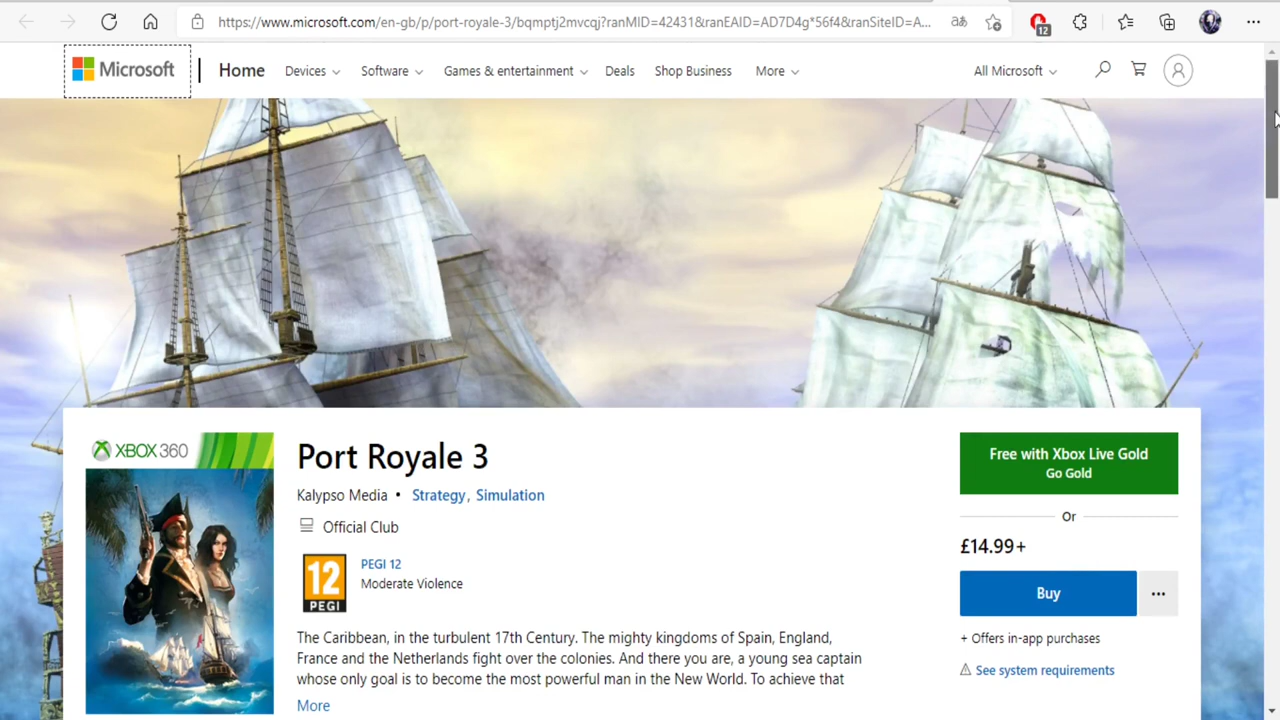 https://www.microsoft.com/en-gb/p/port-royale-3/bqmptj2mvcqj?ranMID=42431&ranEAID=AD7D4g*56f4&ranSiteID=A...
aあ
12
Microsoft
Home
Devices
Software
Games & entertainment
Deals
Shop Business
More
All Microsoft
XBOX 360
Port Royale 3
Kalypso Media • Strategy, Simulation
Official Club
12
PEGI
PEGI 12
Moderate Violence
The Caribbean, in the turbulent 17th Century. The mighty kingdoms of Spain, England,
France and the Netherlands fight over the colonies. And there you are, a young sea captain
whose only goal is to become the most powerful man in the New World. To achieve that
More
Free with Xbox Live Gold
Go Gold
Or
£14.99+
Buy
+ Offers in-app purchases
See system requirements